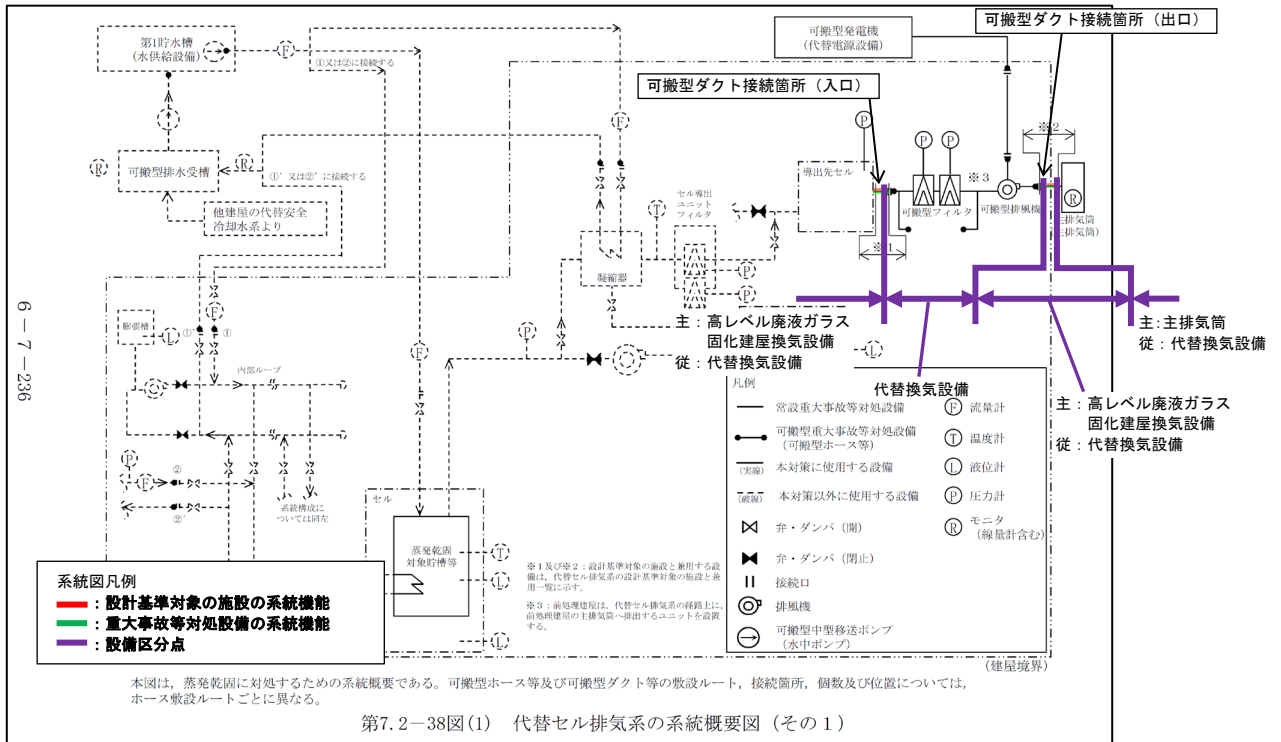 可搬型ダクト接続箇所（出口）
可搬型発電機
(代替電源設備)
第1貯水槽
(水供給設備)
F
①又は②に接続する
可搬型ダクト接続箇所（入口）
F
P
P
P
※2
R
可搬型排水受槽
R
①’又は②’に接続する
導出先セル
※3
セル導出
ユニット
フィルタ
T
可搬型フィルタ
可搬型排風機
R
主排気筒
主排気筒)
他建屋の代替安全
冷却水系より
※1
凝縮器
P
P
F
膨張槽
L
①’
①
F
P
主：高レベル廃液ガラス
固化建屋換気設備
従：代替換気設備
L
主：主排気筒
従：代替換気設備
内部ループ
代替換気設備
主：高レベル廃液ガラス
固化建屋換気設備
従：代替換気設備
凡例
常設重大事故等対処設備
可搬型重大事故等対処設備
(可搬型ホース等)
(実線)
本対策に使用する設備
(破線)
本対策以外に使用する設備
弁・ダンパ（開）
弁・ダンパ（閉止）
接続口
排風機
可搬型中型移送ポンプ
(水中ポンプ)
F 流量計
T 温度計
L 液位計
P 圧力計
R モニタ
(線量計含む)
P
F
②
②’
系統構成に
ついては同左
セル
蒸発乾固
対象貯槽等
T
L
L
※1及び※2：設計基準対象の施設と兼用する設
備は，代替セル排気系の設計基準対象の施設と兼
用一覧に示す。
※3：前処理建屋は，代替セル排気系の経路上に，
前処理建屋の主排気筒へ排出するユニットを設置
する。
系統図凡例
：設計基準対象の施設の系統機能
：重大事故等対処設備の系統機能
：設備区分点
(建屋境界)
本図は，蒸発乾固に対処するための系統概要である。可搬型ホース等及び可搬型ダクト等の敷設ルート，接続箇所，個数及び位置については，
ホース敷設ルートごとに異なる。
第7.2－38図(1)　代替セル排気系の系統概要図（その１）
6－7－236